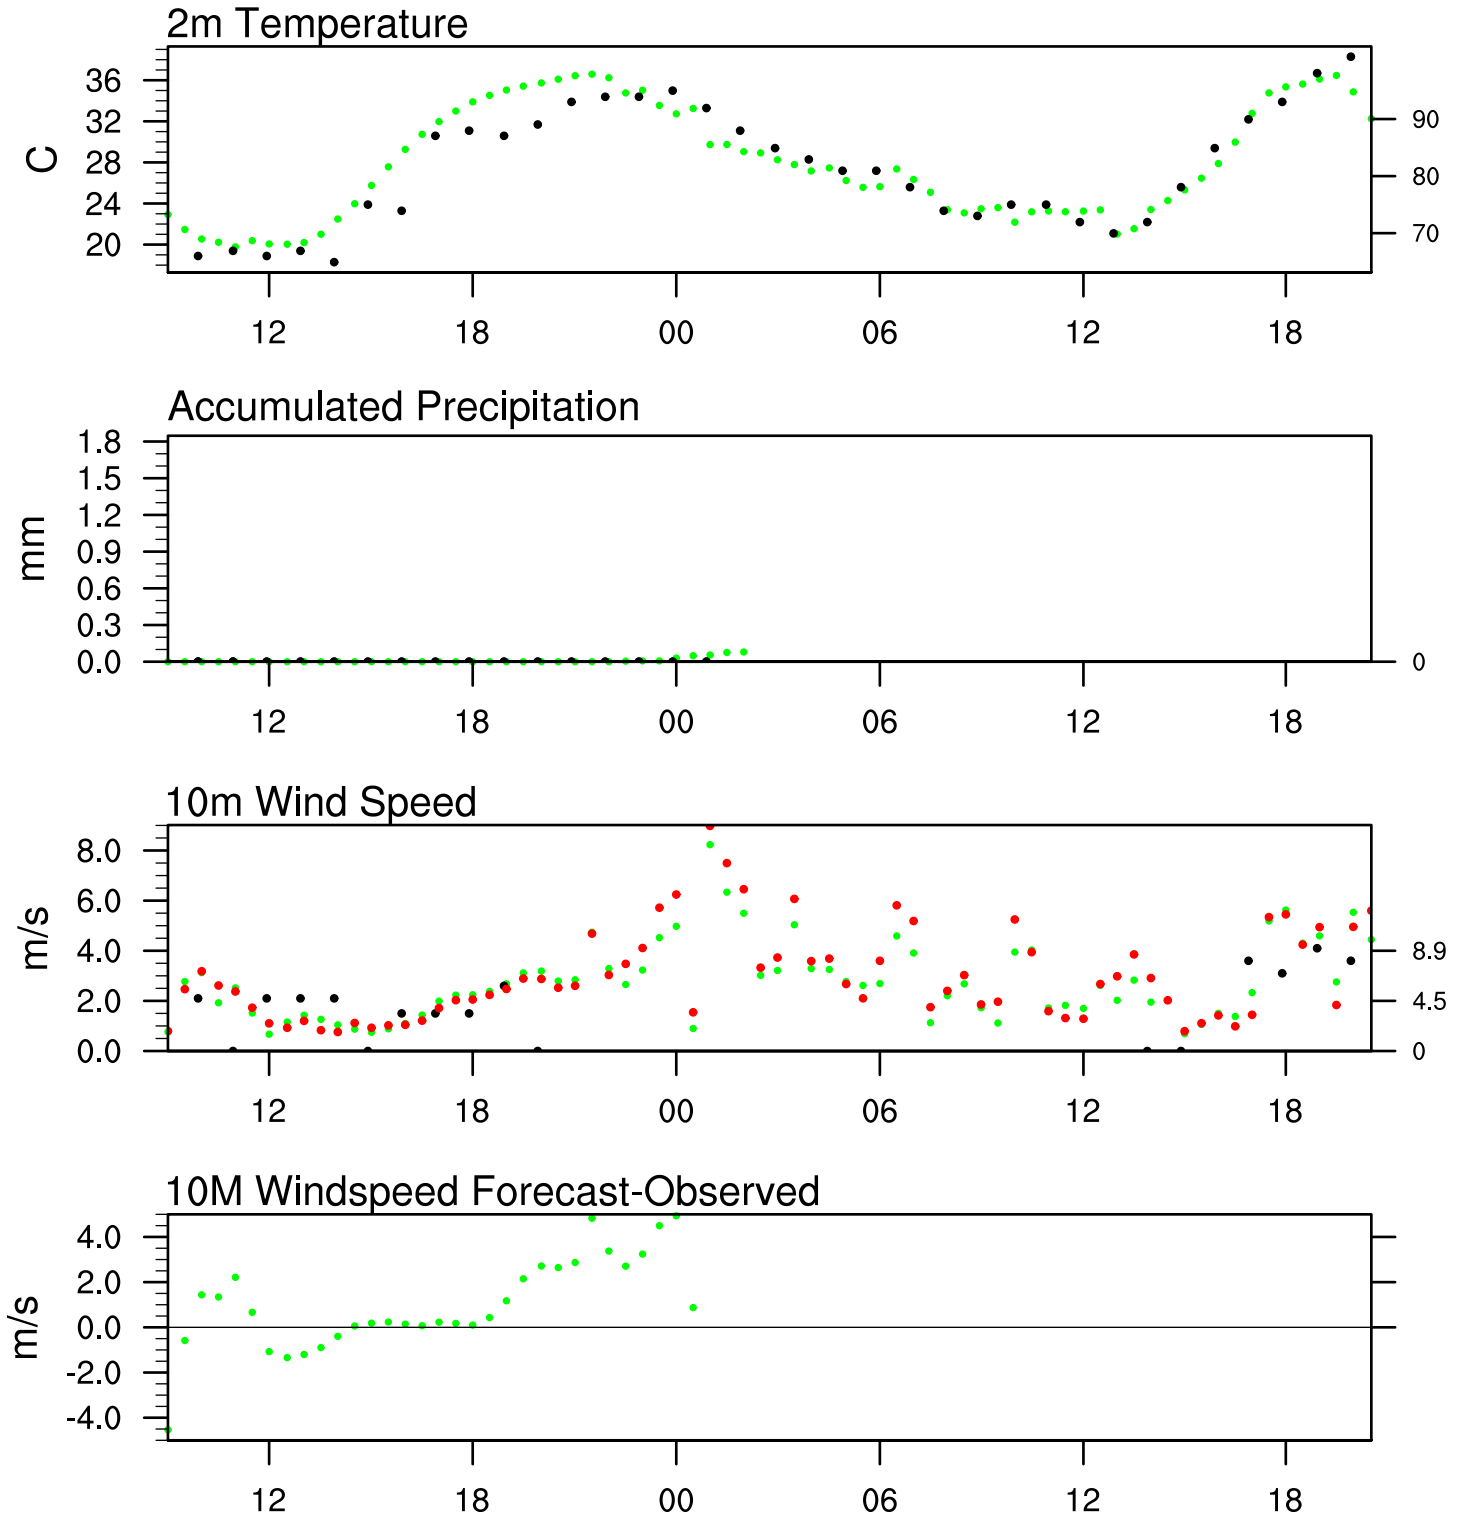 2m Temperature
C
36
32
28
24
20
90
80
70
12 18 00 06 12 18
Accumulated Precipitation
mm
1.8
1.5
1.2
0.9
0.6
0.3
0.0
0
12 18 00 06 12 18
10m Wind Speed
m/s
8.0
6.0
4.0
2.0
0.0
8.9
4.5
0
12 18 00 06 12 18
10M Windspeed Forecast-Observed
m/s
4.0
2.0
0.0
-2.0
-4.0
12 18 00 06 12 18